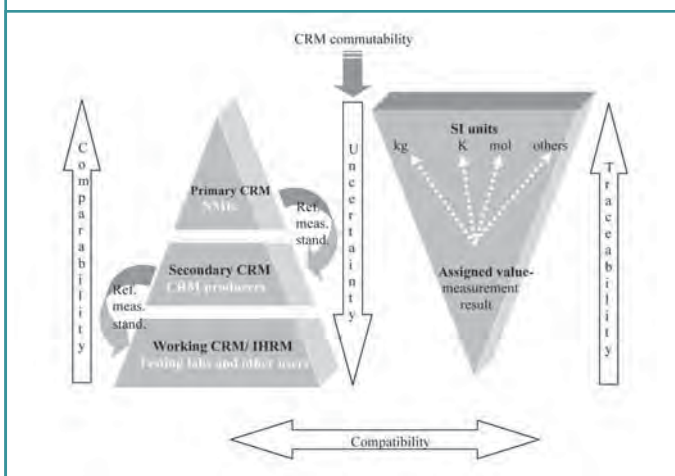 CRM commutability
Comparability
Primary CRM
NMIs
Ref.
meas.
stand.
Secondary CRM
CRM producers
Ref.
meas.
stand.
Working CRM/ IHRM
Testing labs and other users
Uncertainty
SI units
kg K mol others
Assigned value-
measurement
result
Traceability
Compatibility